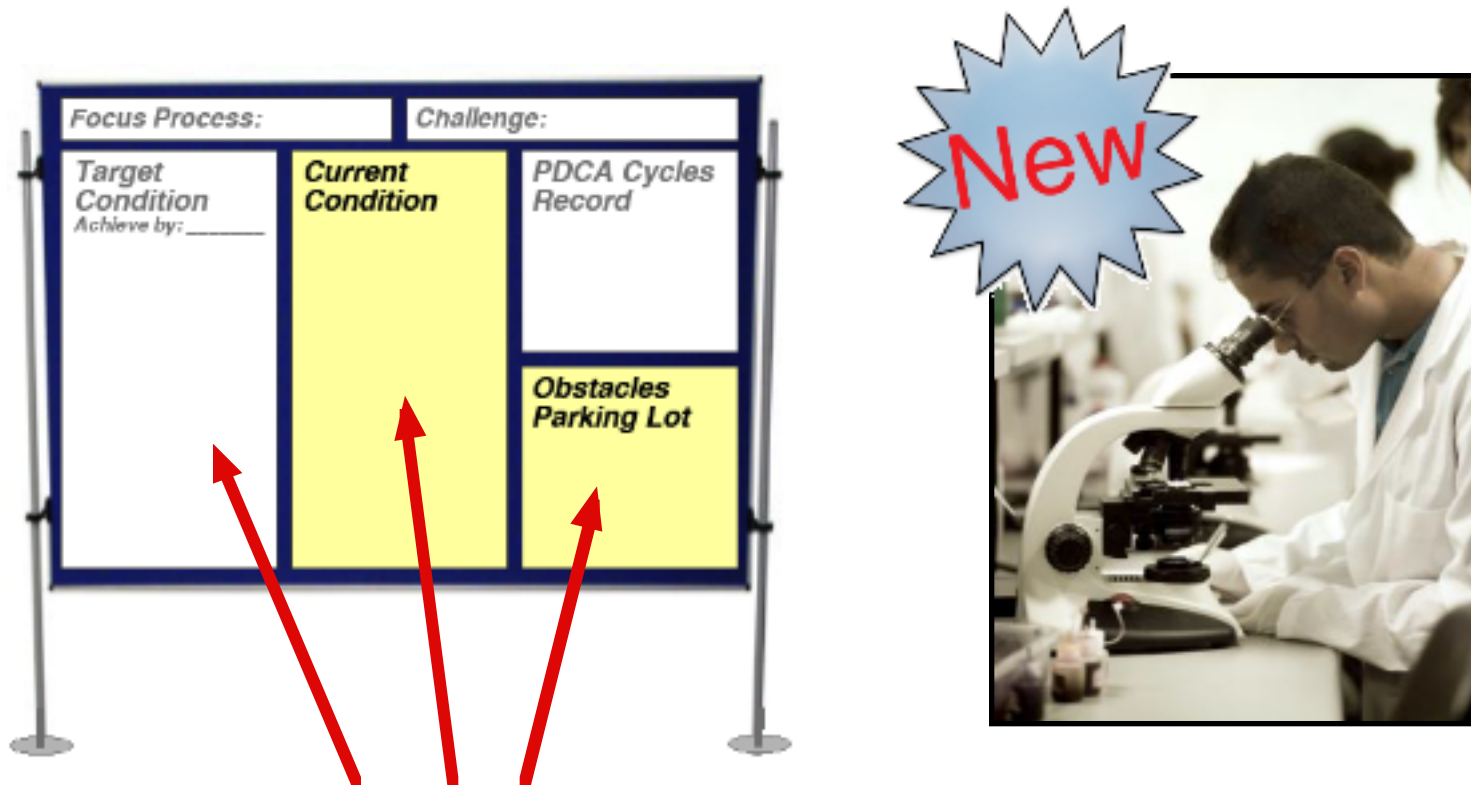 Focus Process:
Challenge:
Target
Condition
Achieve by: _______
Current
Condition
PDCA Cycles
Record
Obstacles
Parking Lot
New